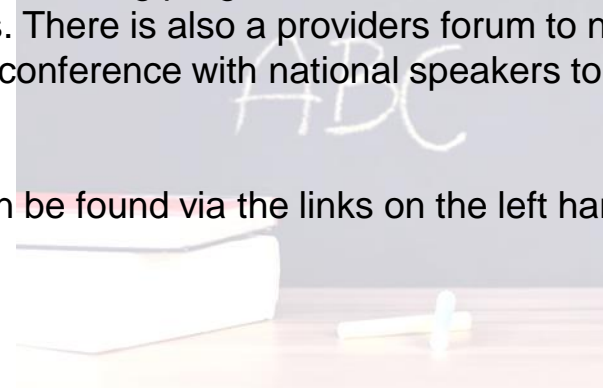 s. There is also a providers forum to n
conference with national speakers to
ABC
n be found via the links on the left har